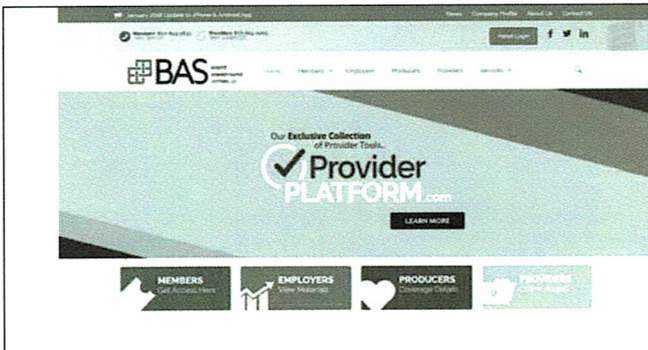 January 2018 Update to iPhone & Android App
News Company Profile About Us Contact Us
Members
Providers
Portal Login
BAS
Home Members Employers Producers Providers Services
Our Exclusive Collection
of Provider Tools..
Provider
PLATFORM.com
LEARN MORE
MEMBERS
Get Access Here
EMPLOYERS
View Materials
PRODUCERS
Coverage Details
PROVIDERS